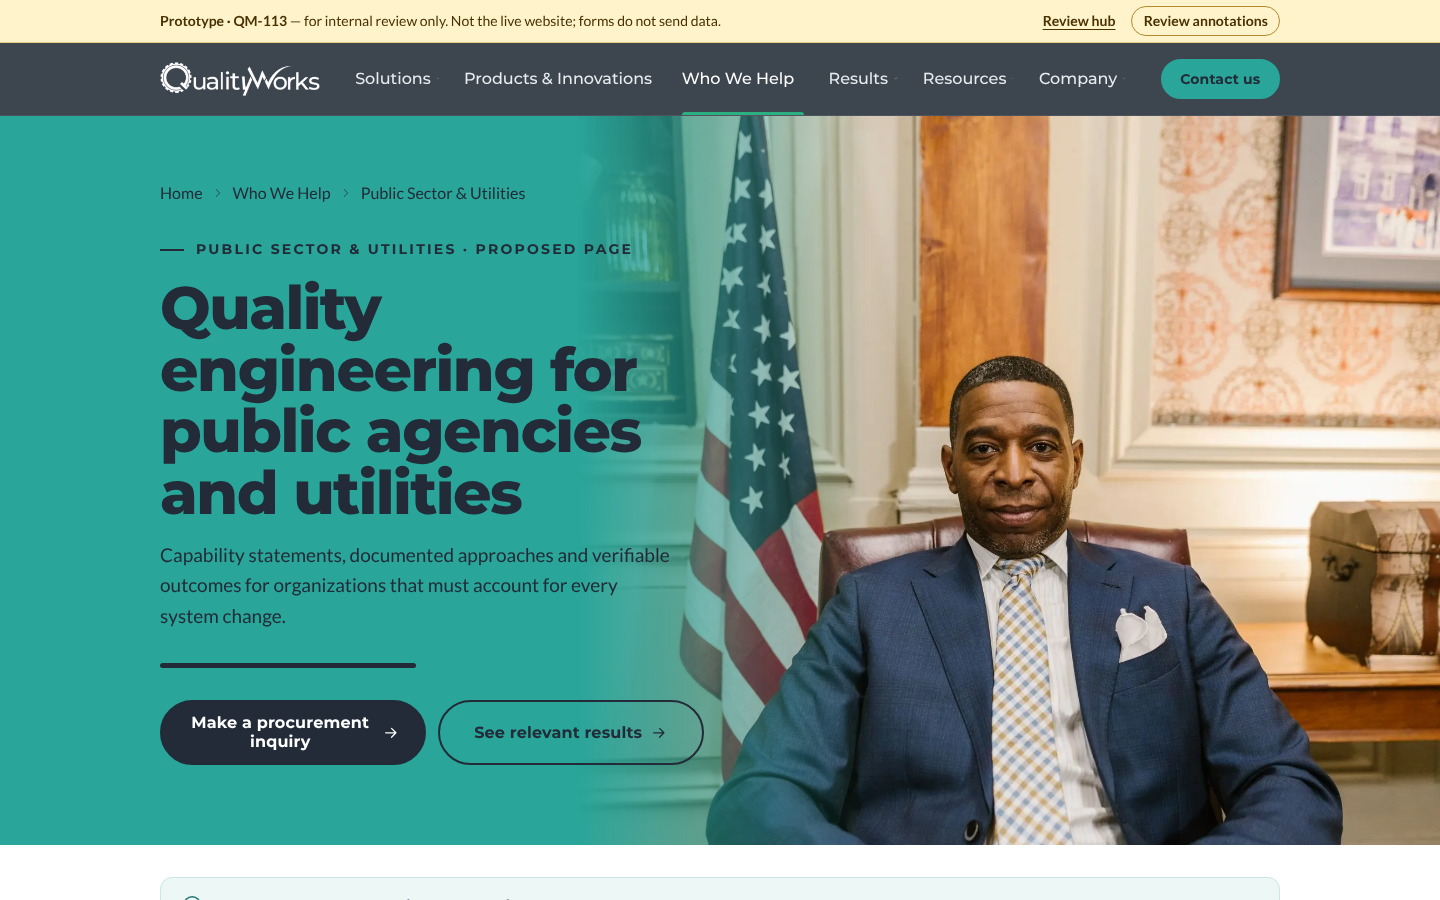 Prototype · QM-113 — for internal review only. Not the live website; forms do not send data.
Review hub
Review annotations
QualityWorks
Solutions
Products & Innovations
Who We Help
Results
Resources
Company
Contact us
Home > Who We Help > Public Sector & Utilities
PUBLIC SECTOR & UTILITIES · PROPOSED PAGE
Quality
engineering for
public agencies
and utilities
Capability statements, documented approaches and verifiable
outcomes for organizations that must account for every
system change.
Make a procurement
inquiry →
See relevant results →